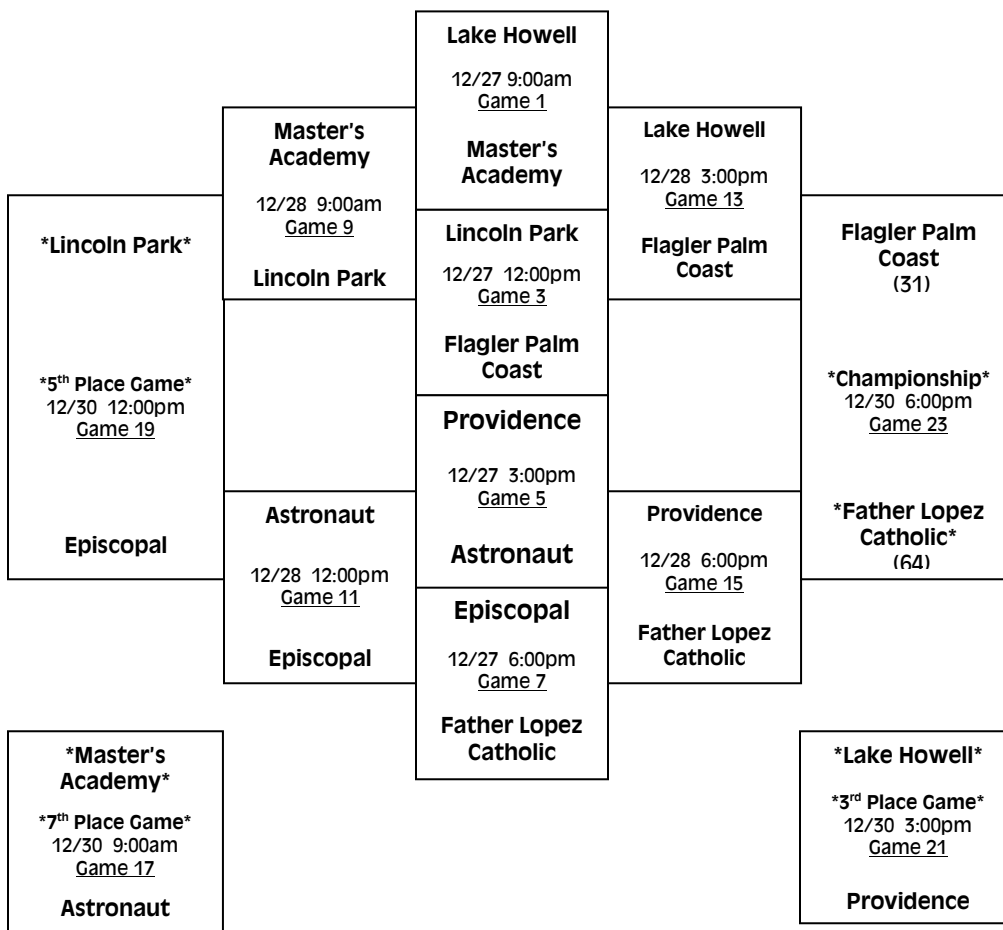 Lake Howell
12/27 9:00am
Game 1
Master's
Academy
Master's
Academy
12/28 9:00am
Game 9
Lincoln Park
Lake Howell
12/28 3:00pm
Game 13
Flagler Palm
Coast
*Lincoln Park*
*5th Place Game*
12/30 12:00pm
Game 19
Episcopal
Lincoln Park
12/27 12:00pm
Game 3
Flagler Palm
Coast
Flagler Palm
Coast
(31)
*Championship*
12/30 6:00pm
Game 23
*Father Lopez
Catholic*
(64)
Providence
12/27 3:00pm
Game 5
Astronaut
Astronaut
12/28 12:00pm
Game 11
Episcopal
Providence
12/28 6:00pm
Game 15
Father Lopez
Catholic
Episcopal
12/27 6:00pm
Game 7
Father Lopez
Catholic
*Master's
Academy*
*7th Place Game*
12/30 9:00am
Game 17
Astronaut
*Lake Howell*
*3rd Place Game*
12/30 3:00pm
Game 21
Providence